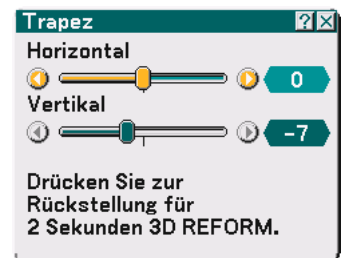 Trapez
Horizontal
0
Vertikal
-7
Drücken Sie zur
Rückstellung für
2 Sekunden 3D REFORM.